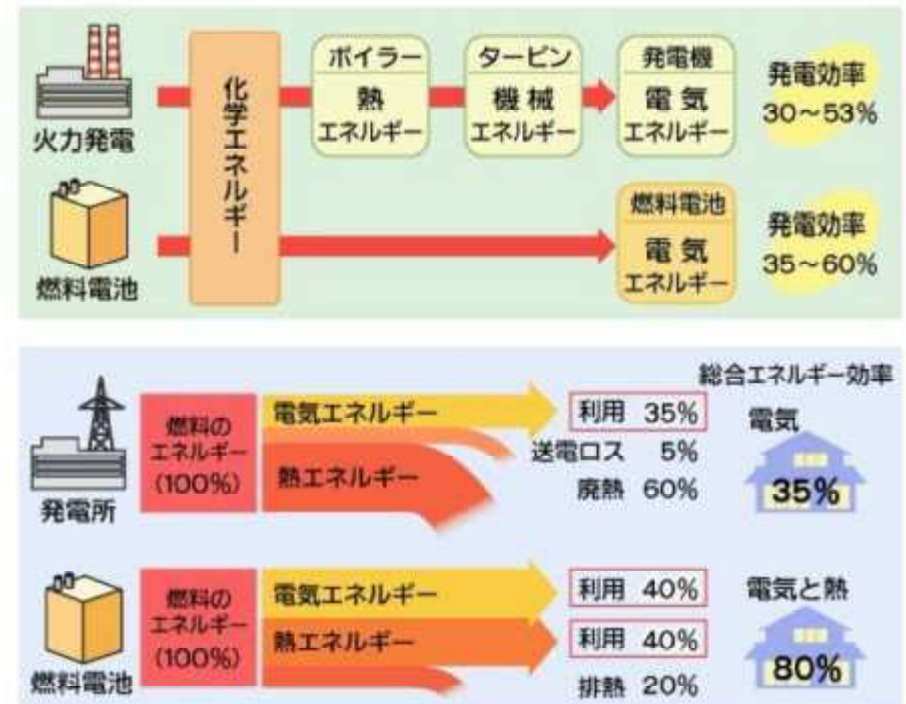 火力発電
化学エネルギー
ボイラー
熱
エネルギー
タービン
機械
エネルギー
発電機
電気
エネルギー
発電効率
30～53%
燃料電池
燃料電池
電気
エネルギー
発電効率
35～60%
総合エネルギー効率
発電所
燃料の
エネルギー
(100%)
電気エネルギー
熱エネルギー
利用 35%
送電ロス 5%
廃熱 60%
電気
35%
燃料電池
燃料の
エネルギー
(100%)
電気エネルギー
熱エネルギー
利用 40%
利用 40%
排熱 20%
電気と熱
80%